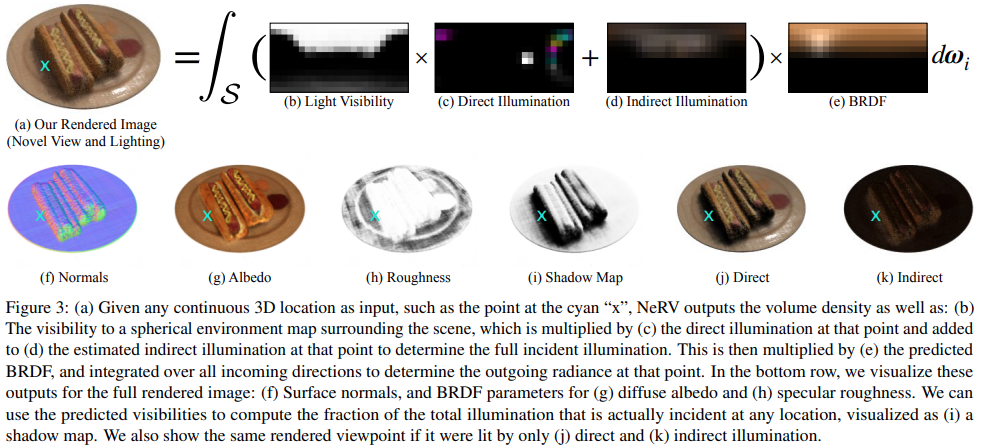 = ∫_S ( × + ) × dω_i
(b) Light Visibility (c) Direct Illumination (d) Indirect Illumination (e) BRDF
(a) Our Rendered Image
(Novel View and Lighting)
x
x x x x x x
(f) Normals (g) Albedo (h) Roughness (i) Shadow Map (j) Direct (k) Indirect
Figure 3: (a) Given any continuous 3D location as input, such as the point at the cyan “x”, NeRV outputs the volume density as well as: (b)
The visibility to a spherical environment map surrounding the scene, which is multiplied by (c) the direct illumination at that point and added
to (d) the estimated indirect illumination at that point to determine the full incident illumination. This is then multiplied by (e) the predicted
BRDF, and integrated over all incoming directions to determine the outgoing radiance at that point. In the bottom row, we visualize these
outputs for the full rendered image: (f) Surface normals, and BRDF parameters for (g) diffuse albedo and (h) specular roughness. We can
use the predicted visibilities to compute the fraction of the total illumination that is actually incident at any location, visualized as (i) a
shadow map. We also show the same rendered viewpoint if it were lit by only (j) direct and (k) indirect illumination.